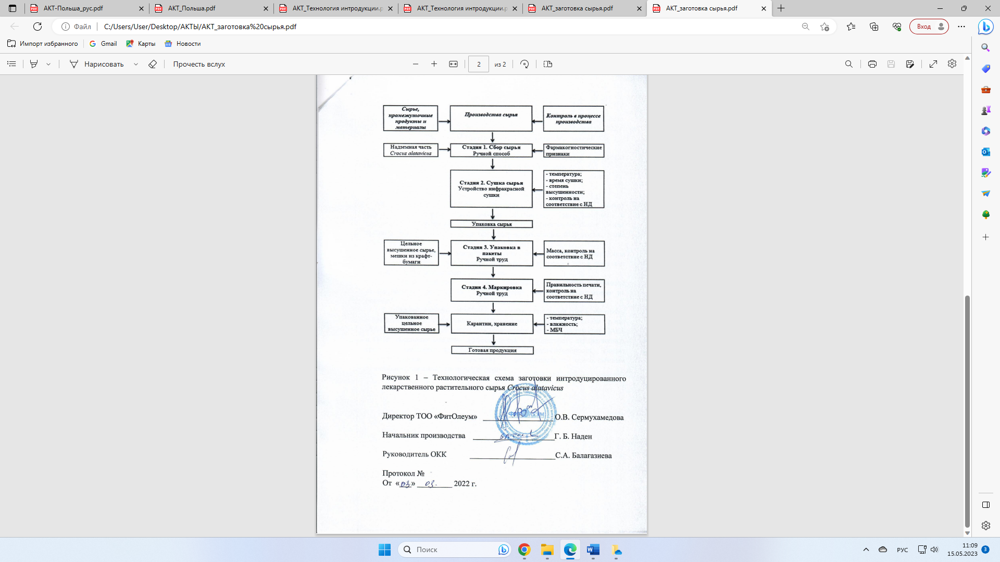 АКТ-Польша_рус.pdf
АКТ_Польша.pdf
АКТ_Технология интродукции.p
АКТ_Технология интродукции.p
АКТ_заготовка сырья.pdf
АКТ_заготовка сырья.pdf
Файл
C:/Users/User/Desktop/АКТЫ/АКТ_заготовка%20сырья.pdf
Вход
Импорт избранного
Gmail
Карты
Новости
Нарисовать
Прочесть вслух
2
из 2
Сырье,
промежуточные
продукты и
материалы
Производства сырья
Контроль в процессе
производства
Надземная часть
Crocus alatavicus
Стадия 1. Сбор сырья
Ручной способ
Фармакогностические
признаки
Стадия 2. Сушка сырья
Устройство инфракрасной
сушки
- температура;
- время сушки;
- степень
высушенности;
- контроль на
соответствие с НД
Упаковка сырья
Цельное
высушенное сырье,
мешки из крафт-
бумаги
Стадия 3. Упаковка в
пакеты
Ручной труд
Масса, контроль на
соответствие с НД
Стадия 4. Маркировка
Ручной труд
Правильность печати,
контроль на
соответствие с НД
Упакованное
цельное
высушенное сырье
Карантин, хранение
- температура;
- влажность;
- МБЧ
Готовая продукция
Рисунок 1 – Технологическая схема заготовки интродуцированного
лекарственного растительного сырья Crocus alatavicus
Директор ТОО «ФитОлеум» О.В. Сермухамедова
Начальник производства Г. Б. Наден
Руководитель ОКК С.А. Балағазиева
Протокол №
От «03» 03. 2022 г.
Поиск
РУС
11:09
15.05.2023
3